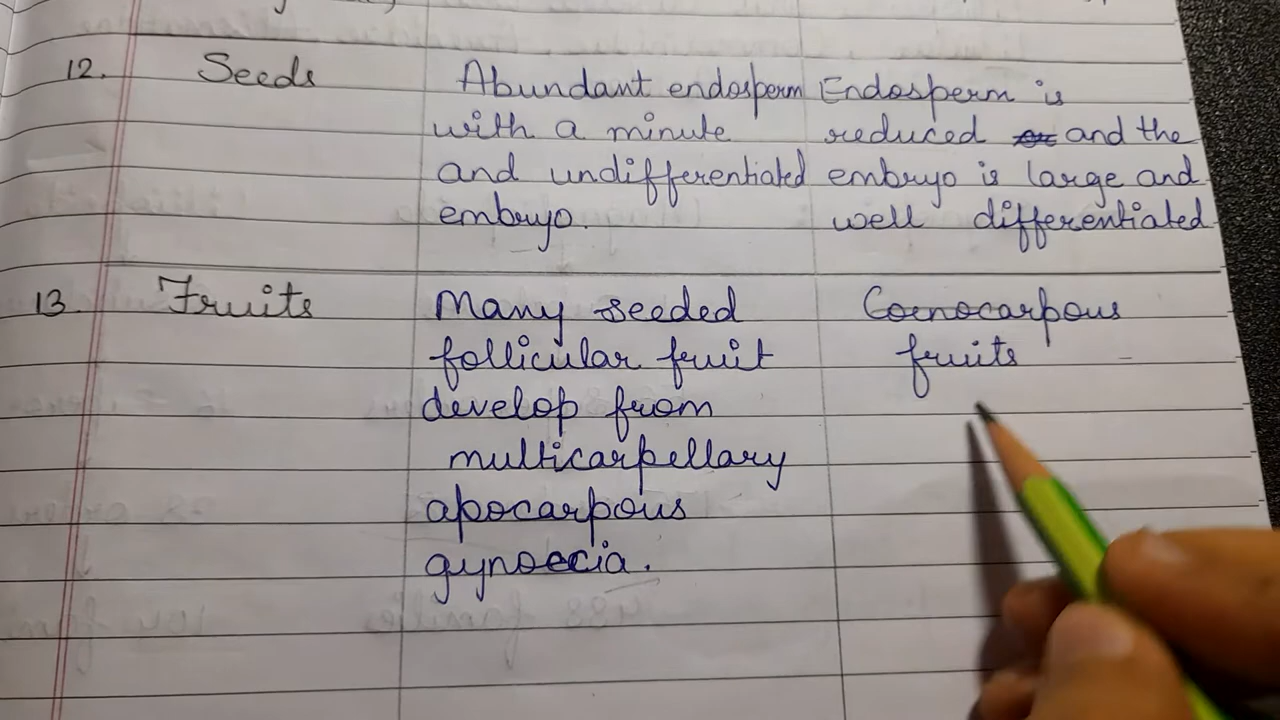 12. Seeds Abundant endosperm Endosperm is
with a minute reduced and the
and undifferentiated embryo is large and
embryo. well differentiated
13. Fruits Many seeded Coenocarpous
follicular fruit fruits
develop from
multicarpellary
apocarpous
gynoecia.